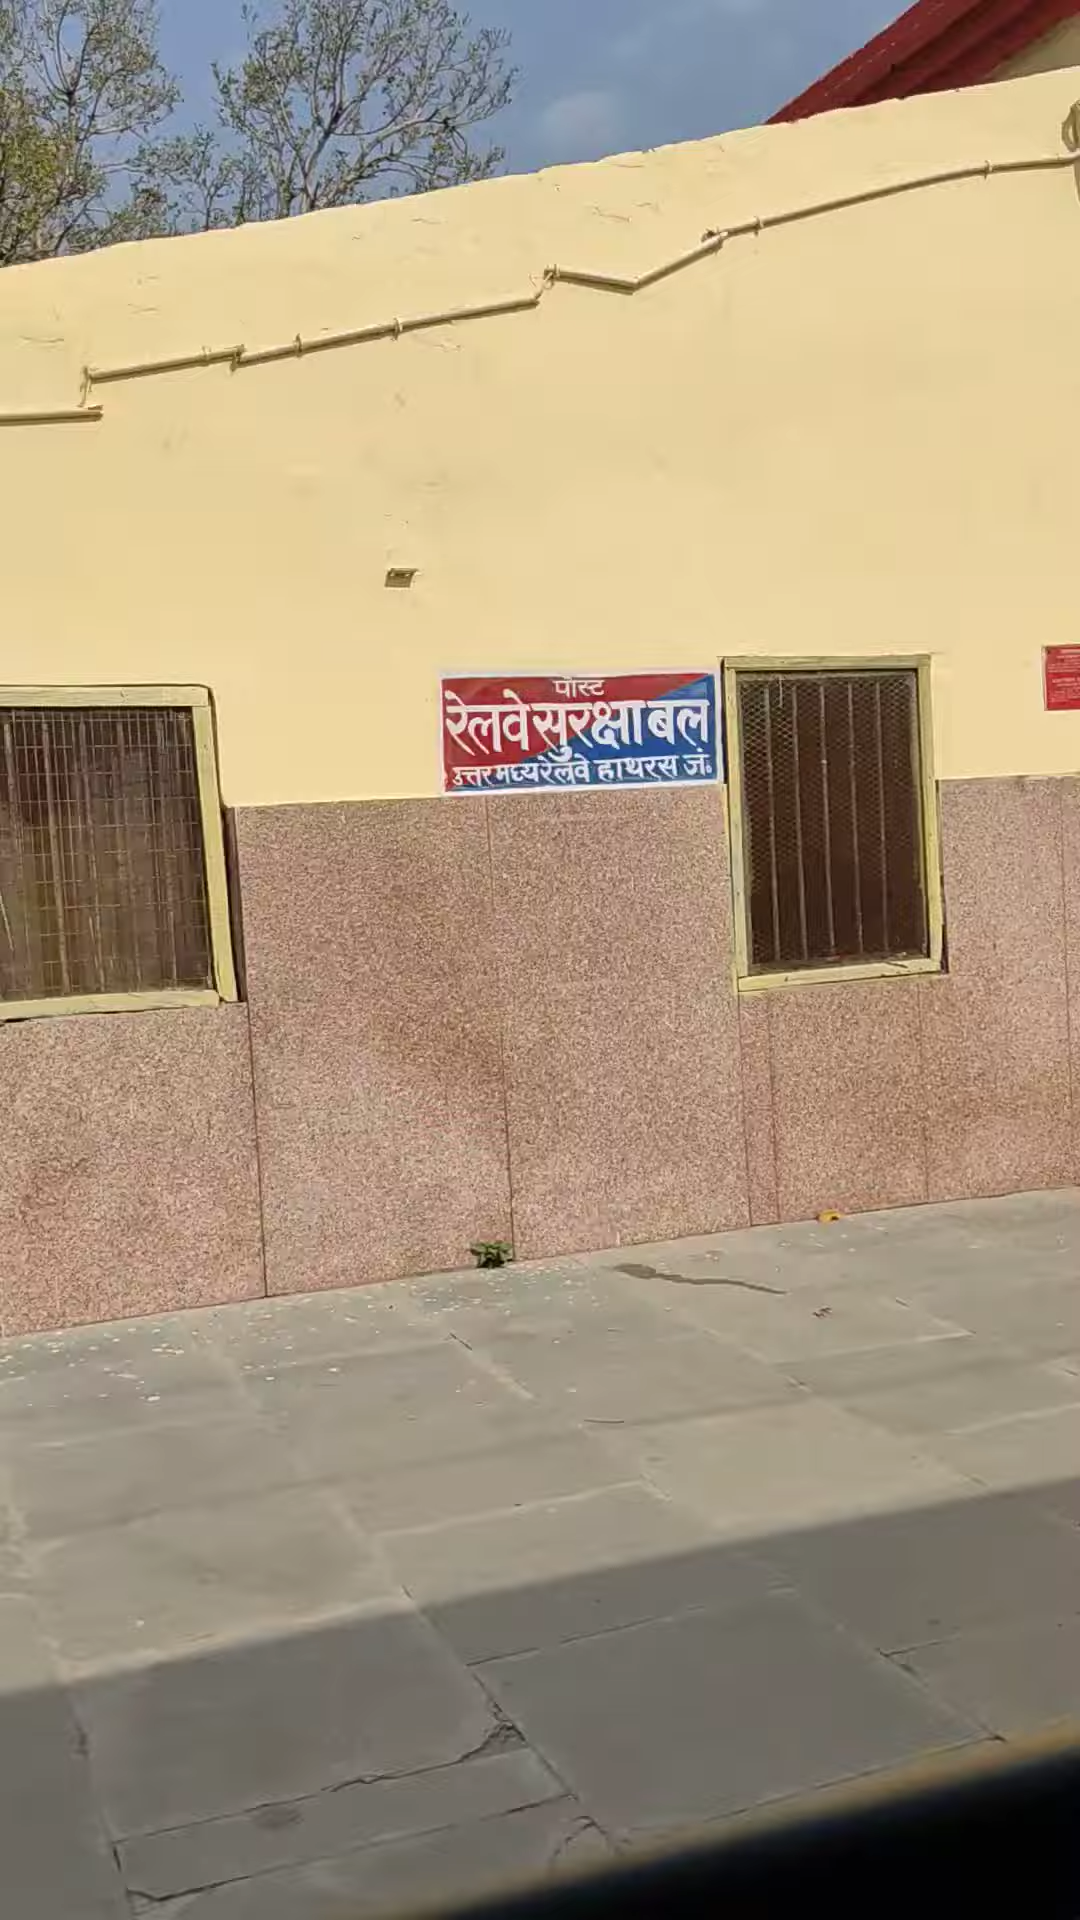 पोस्ट
रेलवे सुरक्षा बल
उत्तर मध्य रेलवे हाथरस जं.